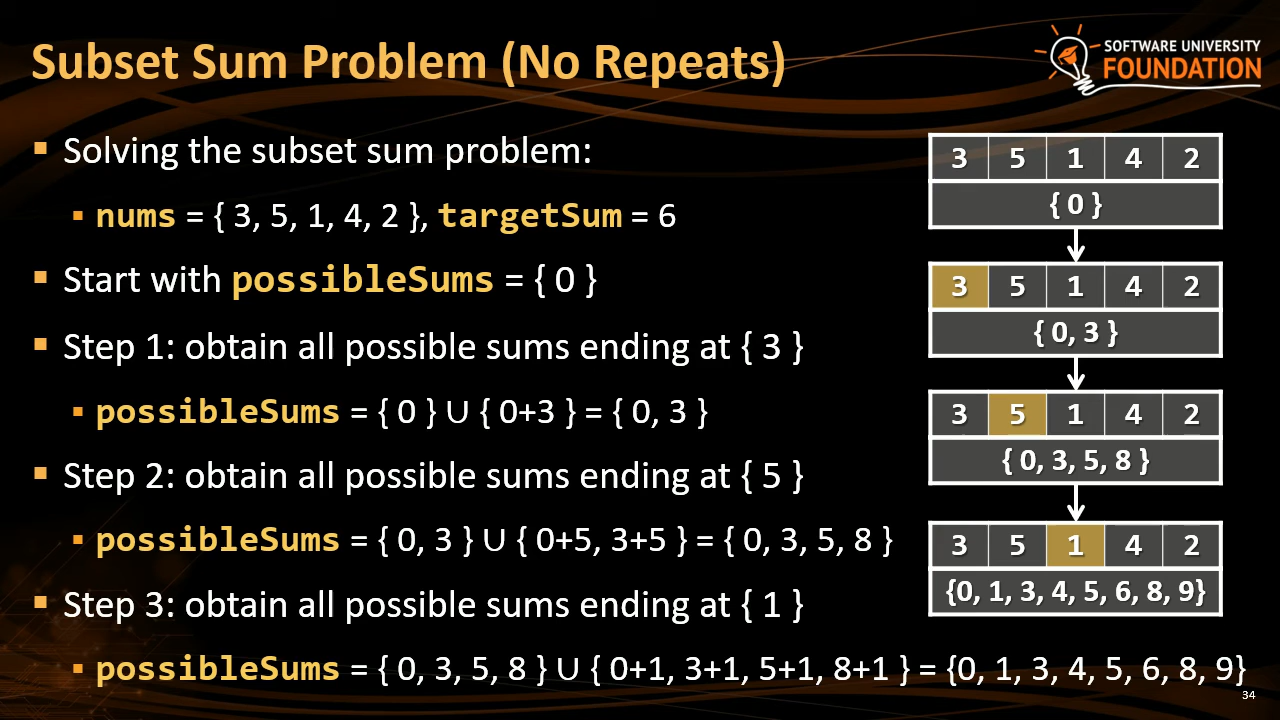 Subset Sum Problem (No Repeats)
SOFTWARE UNIVERSITY
FOUNDATION
▪ Solving the subset sum problem:
▪ nums = { 3, 5, 1, 4, 2 }, targetSum = 6
▪ Start with possibleSums = { 0 }
▪ Step 1: obtain all possible sums ending at { 3 }
▪ possibleSums = { 0 } ∪ { 0+3 } = { 0, 3 }
▪ Step 2: obtain all possible sums ending at { 5 }
▪ possibleSums = { 0, 3 } ∪ { 0+5, 3+5 } = { 0, 3, 5, 8 }
▪ Step 3: obtain all possible sums ending at { 1 }
▪ possibleSums = { 0, 3, 5, 8 } ∪ { 0+1, 3+1, 5+1, 8+1 } = {0, 1, 3, 4, 5, 6, 8, 9}
3 5 1 4 2
{ 0 }
3 5 1 4 2
{ 0, 3 }
3 5 1 4 2
{ 0, 3, 5, 8 }
3 5 1 4 2
{0, 1, 3, 4, 5, 6, 8, 9}
34